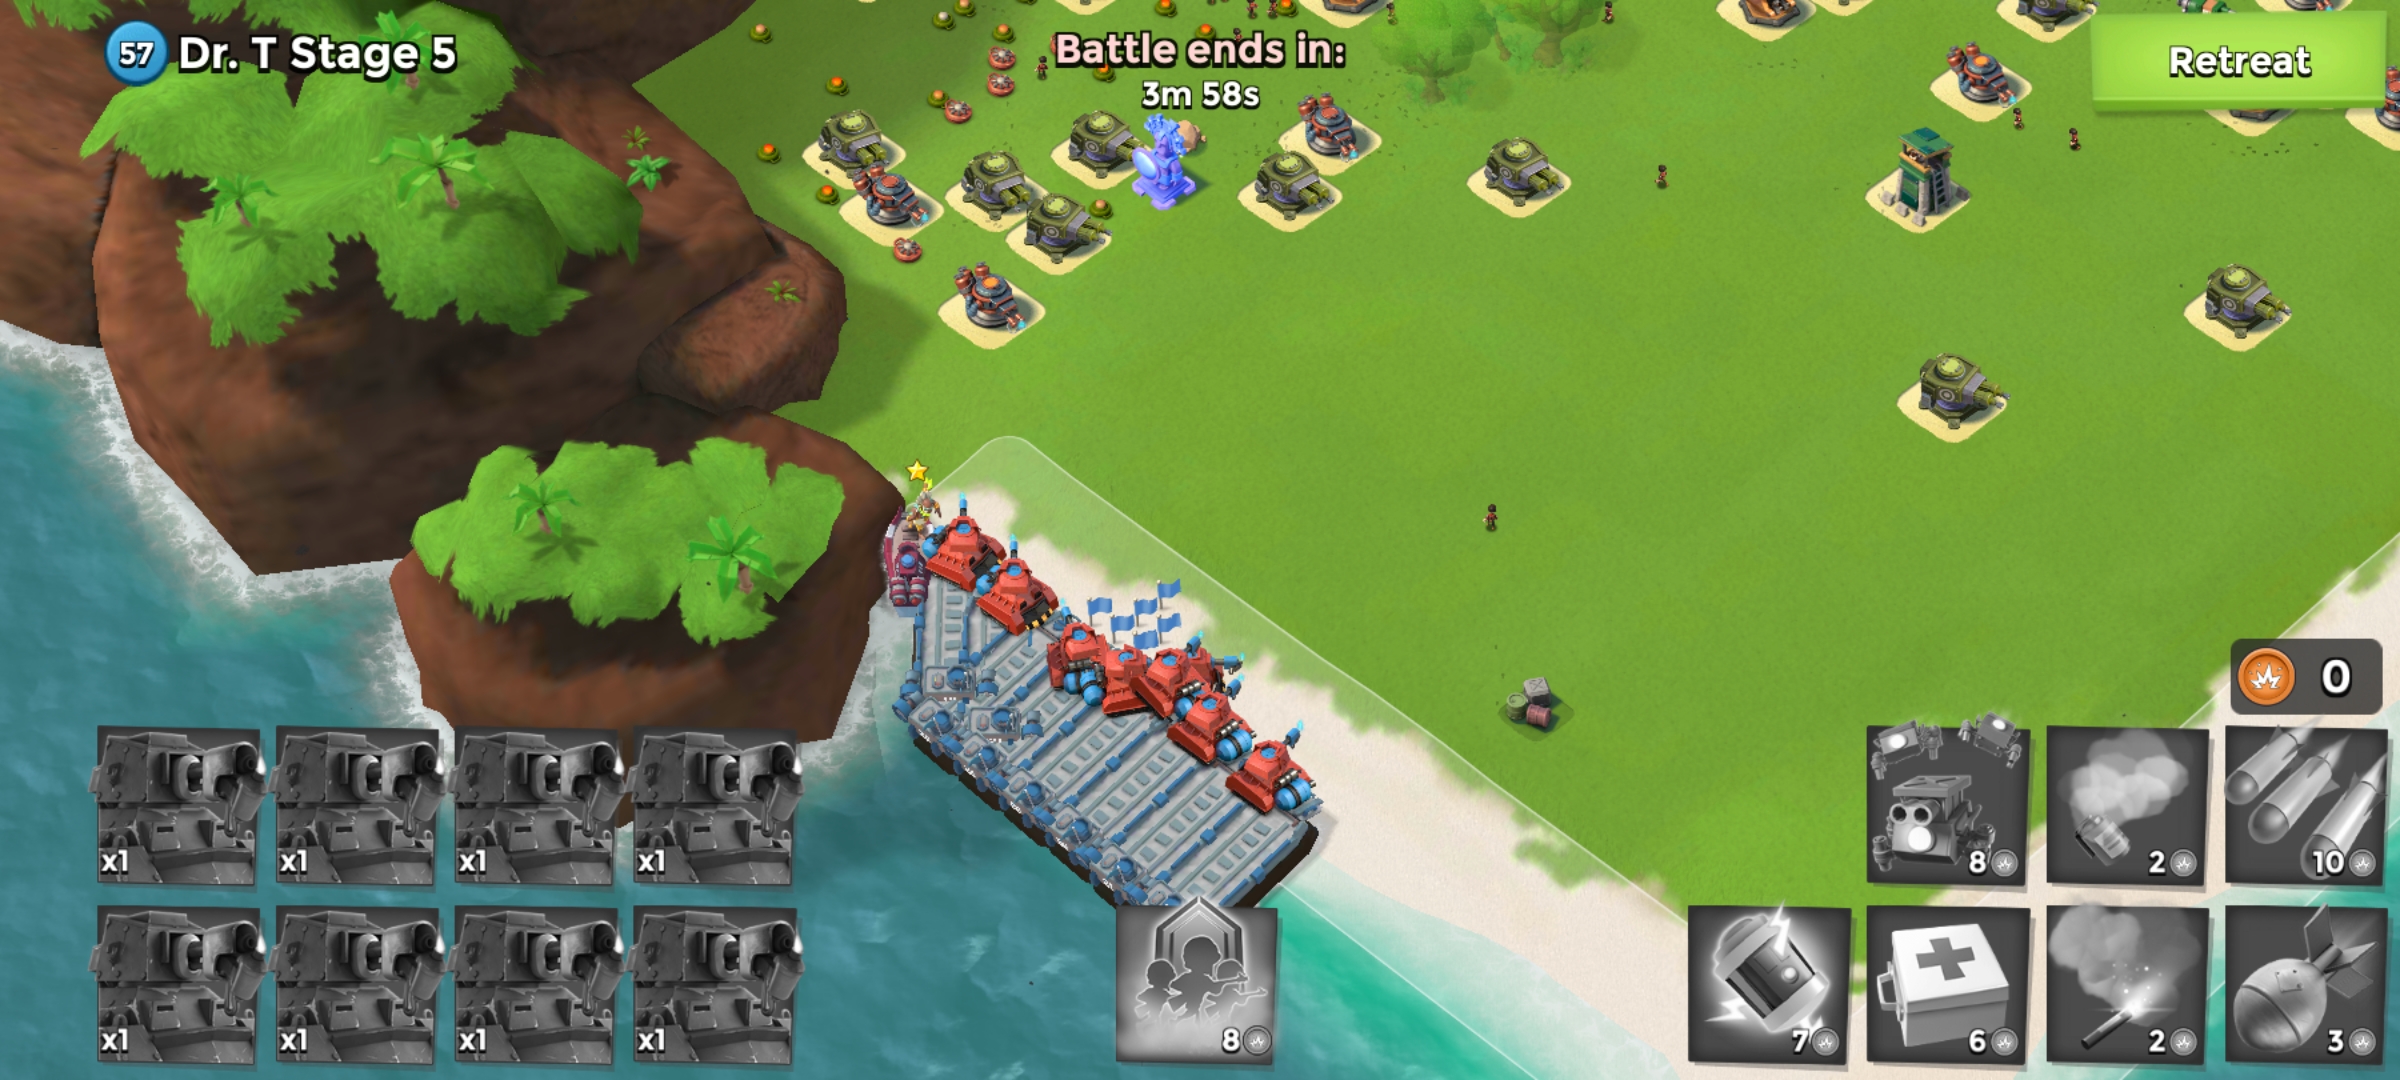 57 Dr. T Stage 5
Battle ends in:
3m 58s
Retreat
0
x1 x1 x1 x1
8 2 10
x1 x1 x1 x1
8
7 6 2 3